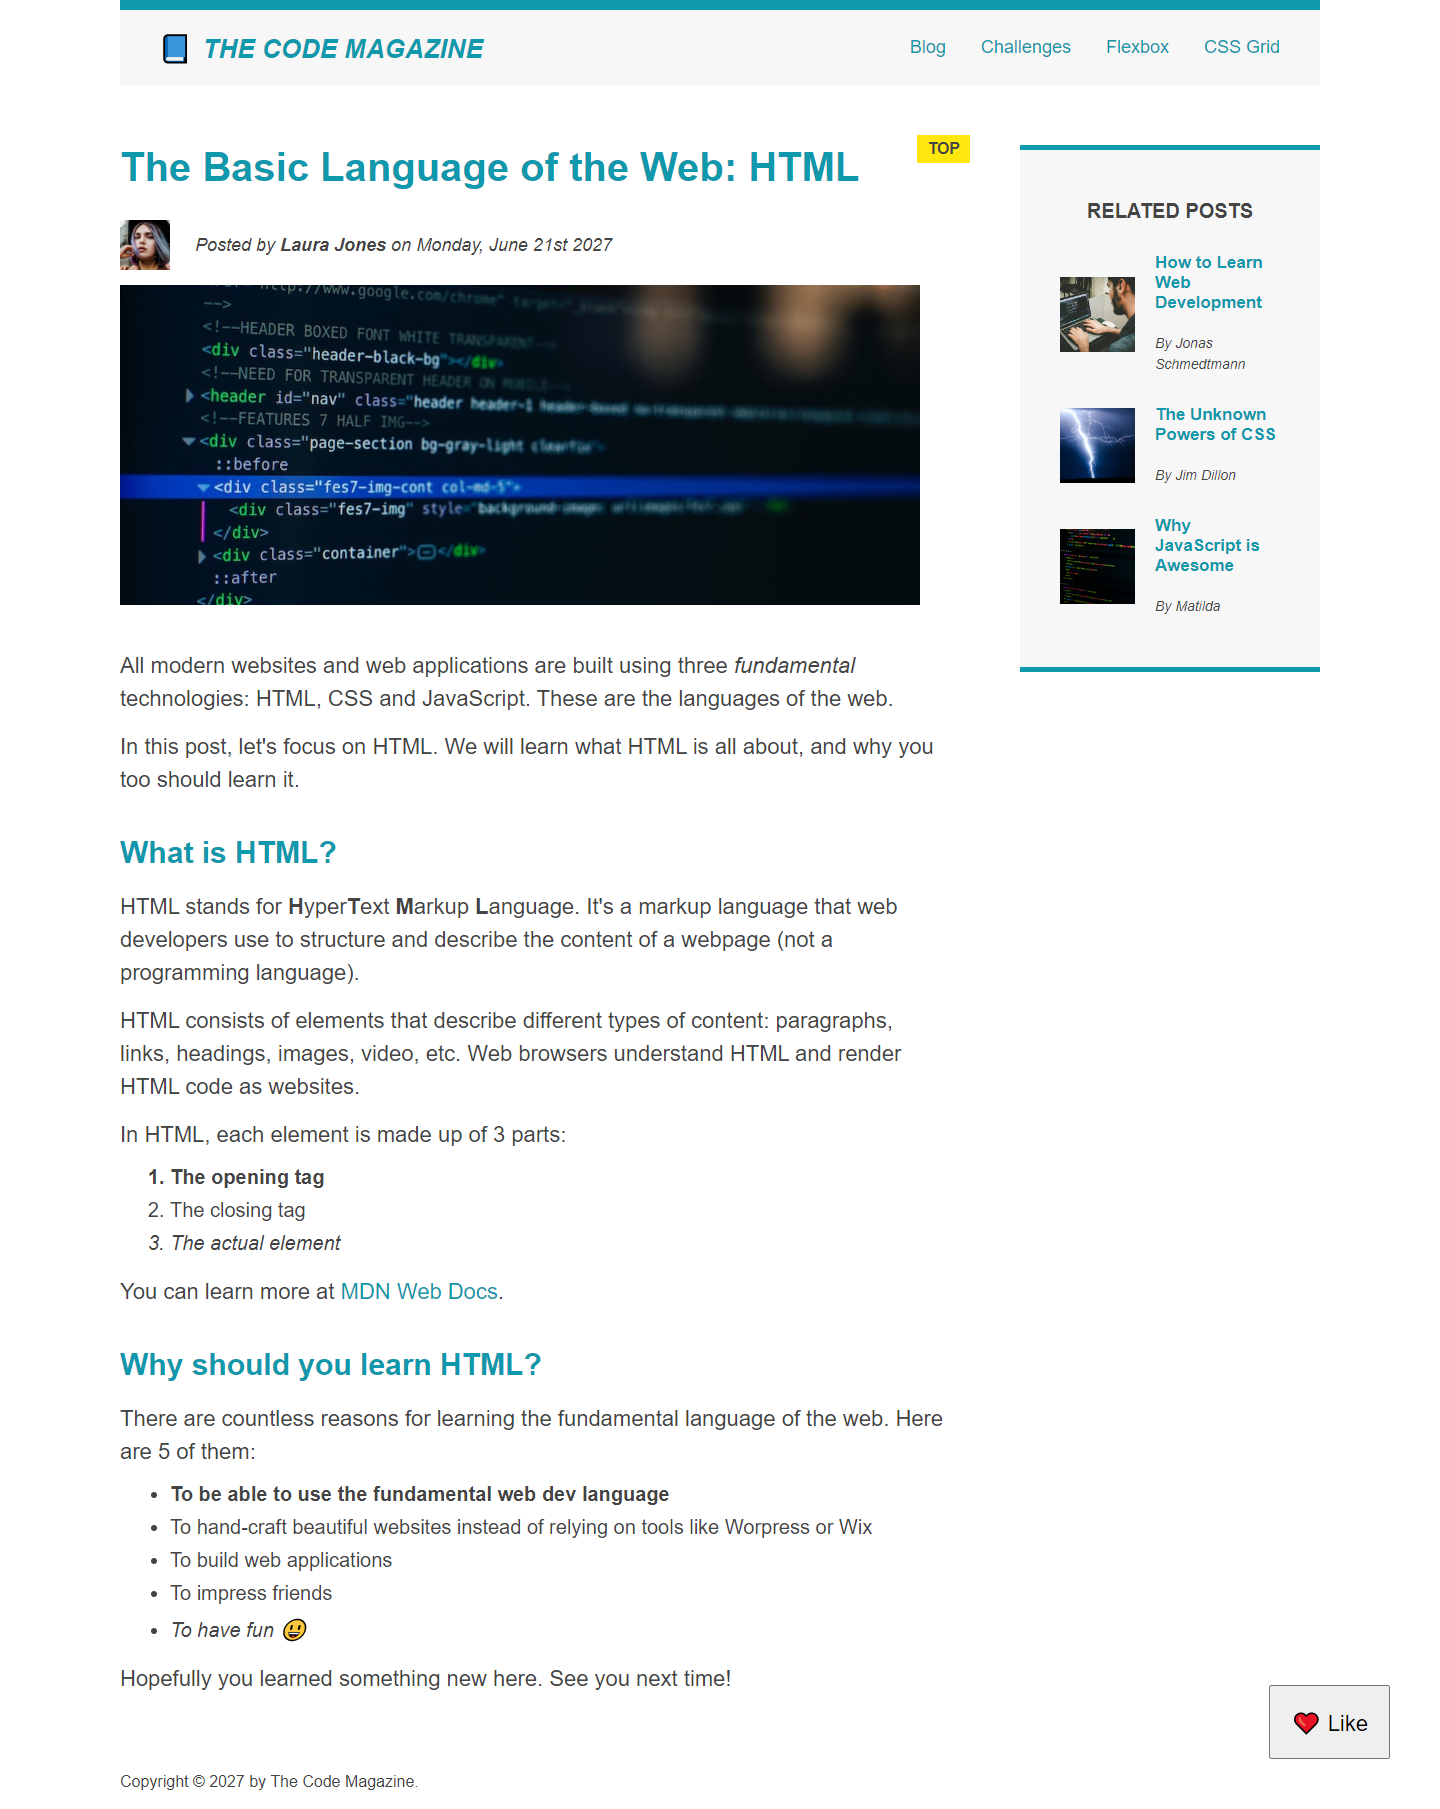 THE CODE MAGAZINE
Blog
Challenges
Flexbox
CSS Grid
The Basic Language of the Web: HTML
TOP
Posted by Laura Jones on Monday, June 21st 2027
-->
<!--HEADER BOXED FONT WHITE TRANSPARENT-->
<div class="header-black-bg"></div>
<!--NEED FOR TRANSPARENT HEADER ON MOBILE-->
<header id="nav" class="header header-1
<!--FEATURES 7 HALF IMG-->
<div class="page-section bg-gray-light clearfix">
::before
<div class="fes7-img-cont col-md-5">
<div class="fes7-img" style="background-image:
</div>
<div class="container"></div>
::after
</div>
All modern websites and web applications are built using three fundamental
technologies: HTML, CSS and JavaScript. These are the languages of the web.
In this post, let's focus on HTML. We will learn what HTML is all about, and why you
too should learn it.
What is HTML?
HTML stands for HyperText Markup Language. It's a markup language that web
developers use to structure and describe the content of a webpage (not a
programming language).
HTML consists of elements that describe different types of content: paragraphs,
links, headings, images, video, etc. Web browsers understand HTML and render
HTML code as websites.
In HTML, each element is made up of 3 parts:
1. The opening tag
2. The closing tag
3. The actual element
You can learn more at MDN Web Docs.
Why should you learn HTML?
There are countless reasons for learning the fundamental language of the web. Here
are 5 of them:
• To be able to use the fundamental web dev language
• To hand-craft beautiful websites instead of relying on tools like Worpress or Wix
• To build web applications
• To impress friends
• To have fun 😃
Hopefully you learned something new here. See you next time!
RELATED POSTS
How to Learn
Web
Development
By Jonas
Schmedtmann
The Unknown
Powers of CSS
By Jim Dillon
Why
JavaScript is
Awesome
By Matilda
❤️ Like
Copyright © 2027 by The Code Magazine.